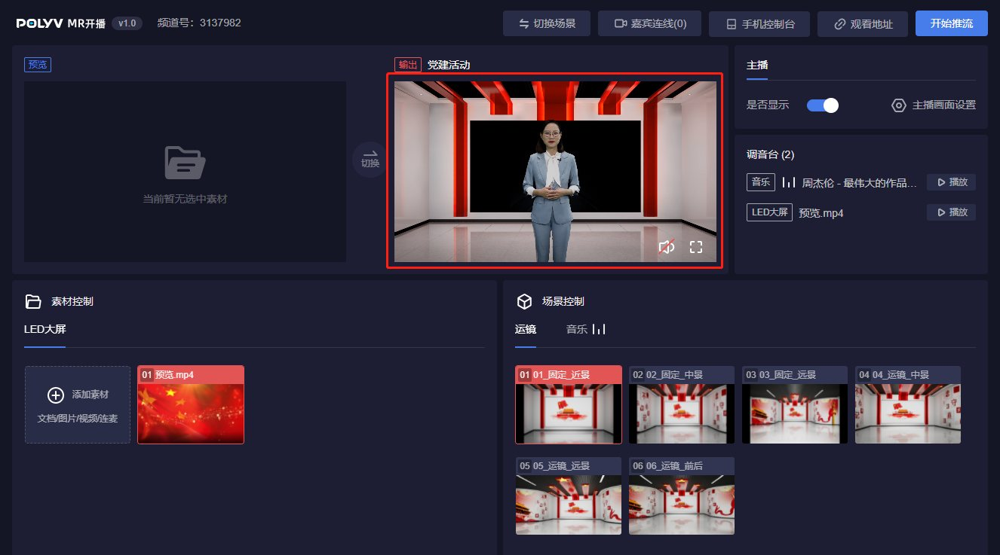 POLYV MR开播 v1.0 频道号：3137982
切换场景 嘉宾连线(0) 手机控制台 观看地址 开始推流
预览
输出 党建活动
主播
是否显示 主播画面设置
切换
当前暂无选中素材
调音台 (2)
音乐 周杰伦 - 最伟大的作品... 播放
LED大屏 预览.mp4 播放
素材控制
LED大屏
添加素材
文档/图片/视频/连麦
01 预览.mp4
场景控制
运镜 音乐
01 01_固定_近景
02 02_固定_中景
03 03_固定_远景
04 04_运镜_中景
05 05_运镜_远景
06 06_运镜_前后